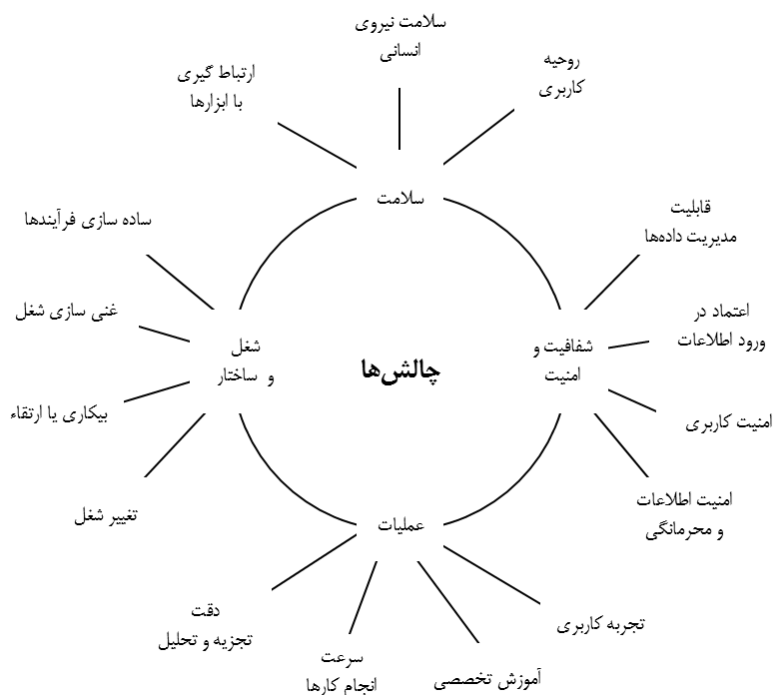 چالش‌ها
سلامت
ارتباط گیری
با ابزارها
سلامت نیروی
انسانی
روحیه
کاربری
شفافیت و
امنیت
قابلیت
مدیریت داده‌ها
اعتماد در
ورود اطلاعات
امنیت کاربری
امنیت اطلاعات
و محرمانگی
عملیات
تجربه کاربری
آموزش تخصصی
سرعت
انجام کارها
دقت
تجزیه و تحلیل
شغل
و ساختار
ساده سازی فرآیندها
غنی سازی شغل
بیکاری یا ارتقاء
تغییر شغل